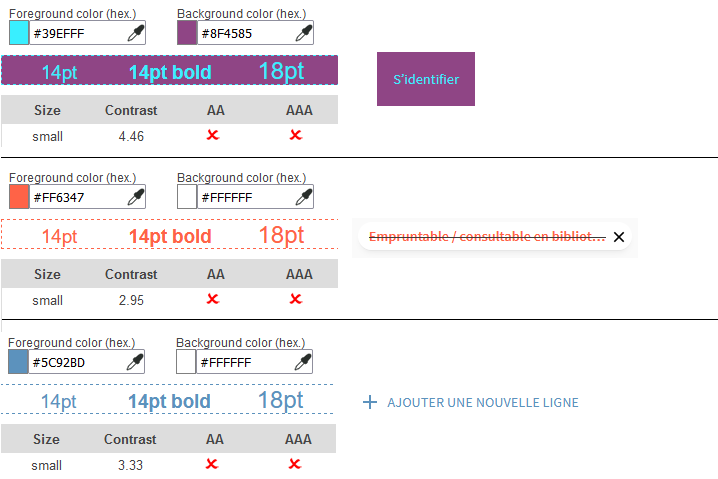 Foreground color (hex.) Background color (hex.)
#39EFFF #8F4585
14pt 14pt bold 18pt
S'identifier
Size Contrast AA AAA
small 4.46
Foreground color (hex.) Background color (hex.)
#FF6347 #FFFFFF
14pt 14pt bold 18pt
Empruntable / consultable en bibliot...
Size Contrast AA AAA
small 2.95
Foreground color (hex.) Background color (hex.)
#5C92BD #FFFFFF
14pt 14pt bold 18pt
AJOUTER UNE NOUVELLE LIGNE
Size Contrast AA AAA
small 3.33